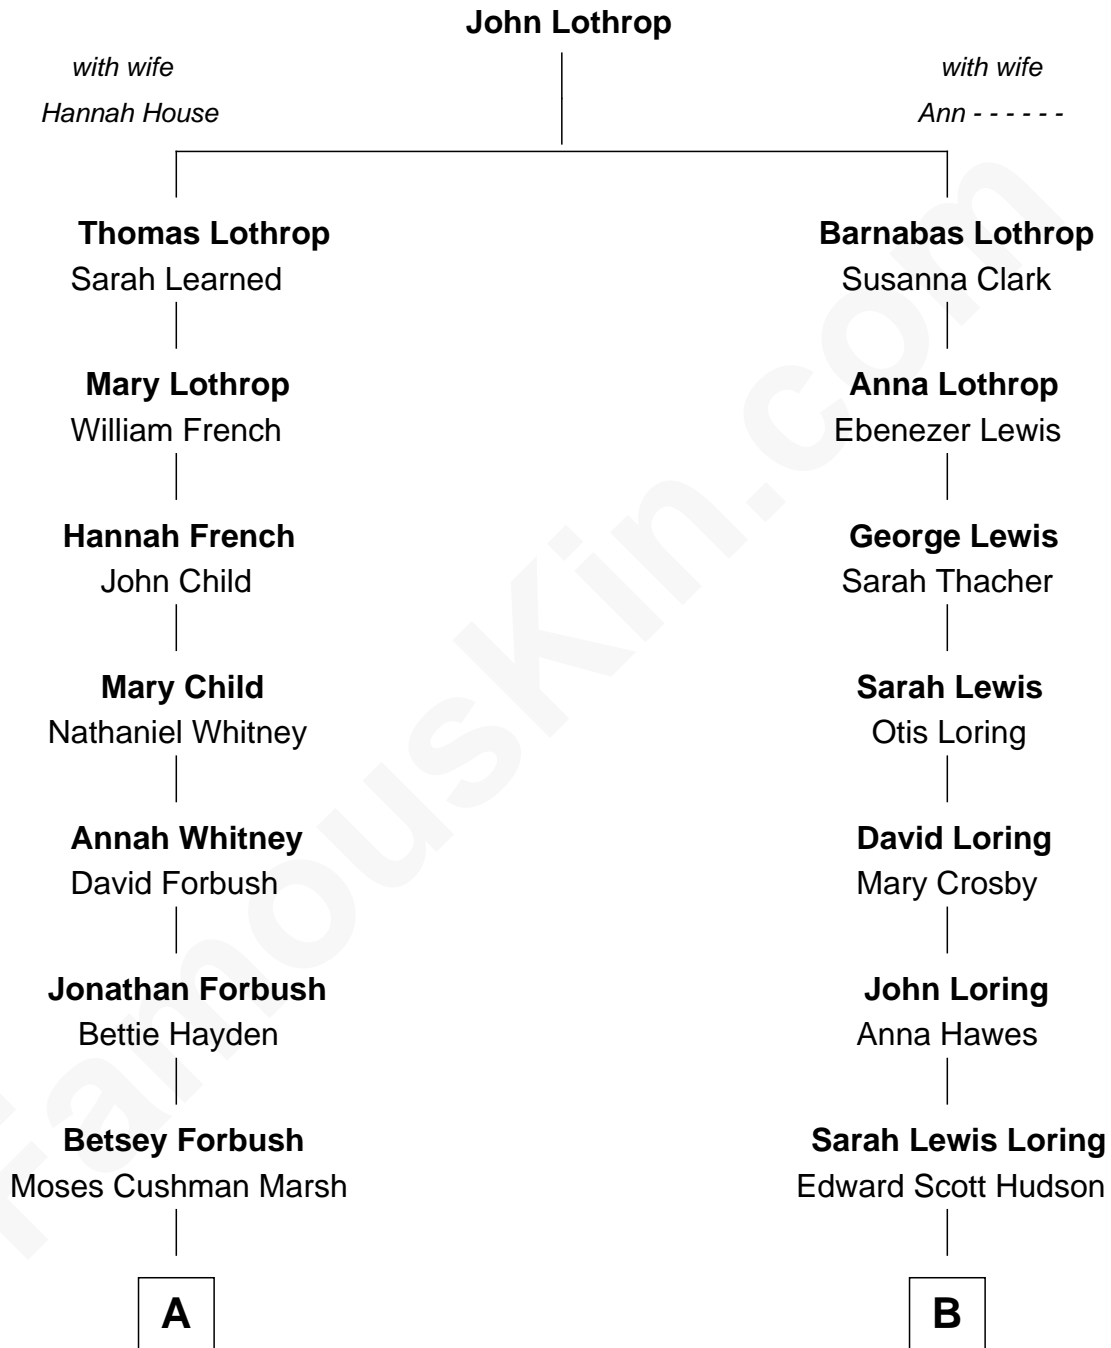 John Lothrop
with wife
Hannah House
with wife
Ann - - - - - -
Thomas Lothrop
Sarah Learned
Barnabas Lothrop
Susanna Clark
Mary Lothrop
William French
Anna Lothrop
Ebenezer Lewis
Hannah French
John Child
George Lewis
Sarah Thacher
Mary Child
Nathaniel Whitney
Sarah Lewis
Otis Loring
Annah Whitney
David Forbush
David Loring
Mary Crosby
Jonathan Forbush
Bettie Hayden
John Loring
Anna Hawes
Betsey Forbush
Moses Cushman Marsh
Sarah Lewis Loring
Edward Scott Hudson
A
B
FamousKin.com